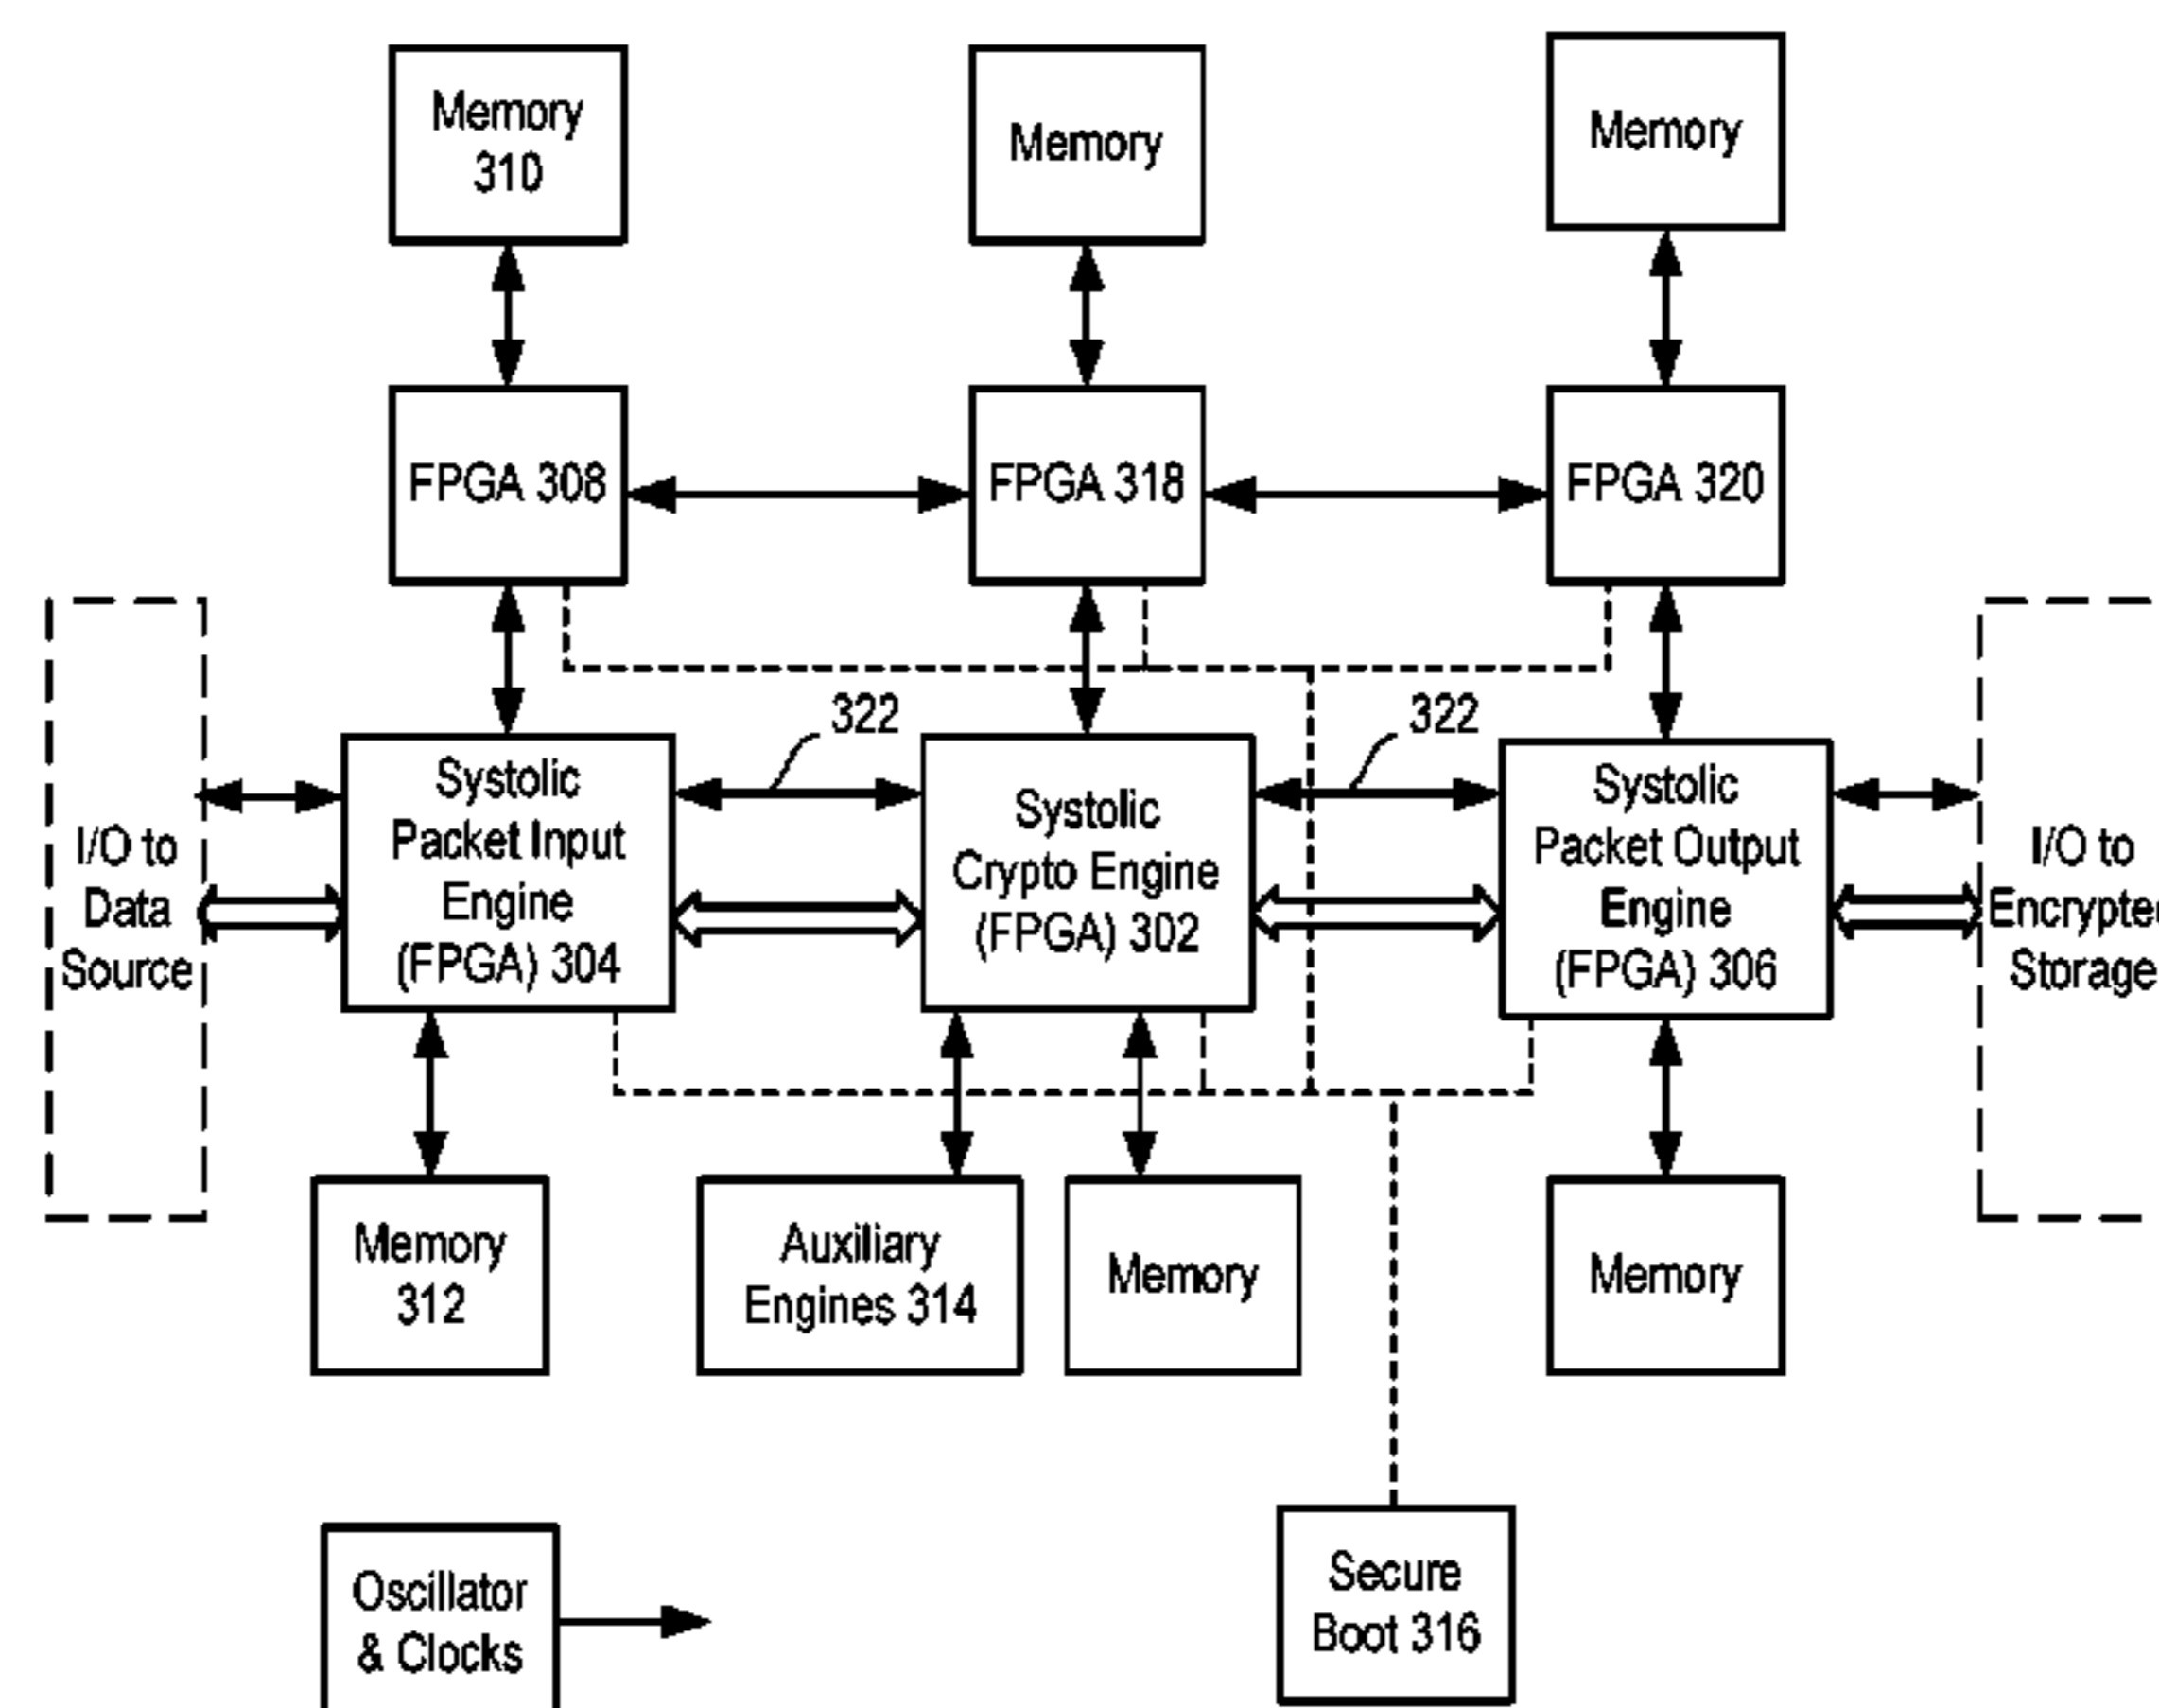 Memory
310
Memory
Memory
FPGA 308
FPGA 318
FPGA 320
322
322
I/O to
Data
Source
Systolic
Packet Input
Engine
(FPGA) 304
Systolic
Crypto Engine
(FPGA) 302
Systolic
Packet Output
Engine
(FPGA) 306
I/O to
Encrypted
Storage
Memory
312
Auxiliary
Engines 314
Memory
Memory
Oscillator
& Clocks
Secure
Boot 316